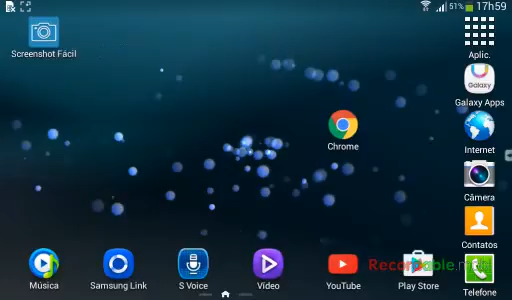 51% 17h59
Screenshot Fácil
Aplic.
Galaxy
Galaxy Apps
Chrome
Internet
Câmera
Contatos
Música
Samsung Link
S Voice
Vídeo
YouTube
Play Store
Telefone